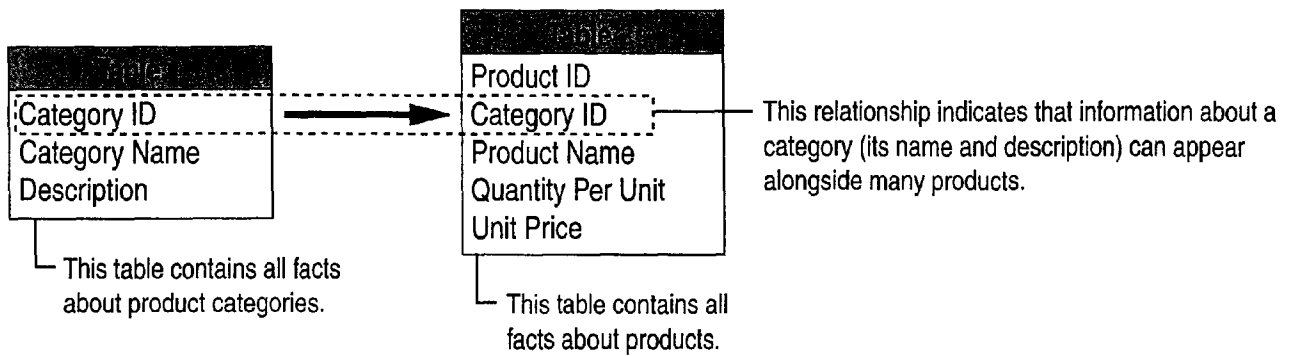 Category ID
Category Name
Description
This table contains all facts
about product categories.
Product ID
Category ID
Product Name
Quantity Per Unit
Unit Price
This table contains all
facts about products.
This relationship indicates that information about a
category (its name and description) can appear
alongside many products.